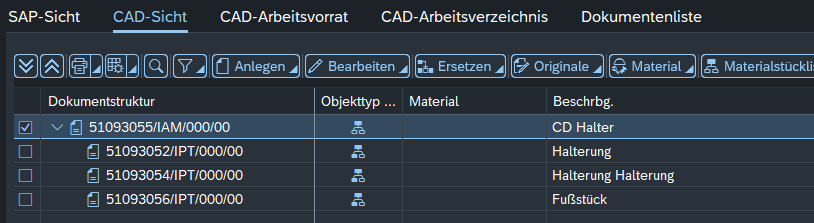 SAP-Sicht CAD-Sicht CAD-Arbeitsvorrat CAD-Arbeitsverzeichnis Dokumentenliste
Anlegen Bearbeiten Ersetzen Originale Material Materialstückli
Dokumentstruktur Objekttyp ... Material Beschrbg.
51093055/IAM/000/00 CD Halter
51093052/IPT/000/00 Halterung
51093054/IPT/000/00 Halterung Halterung
51093056/IPT/000/00 Fußstück